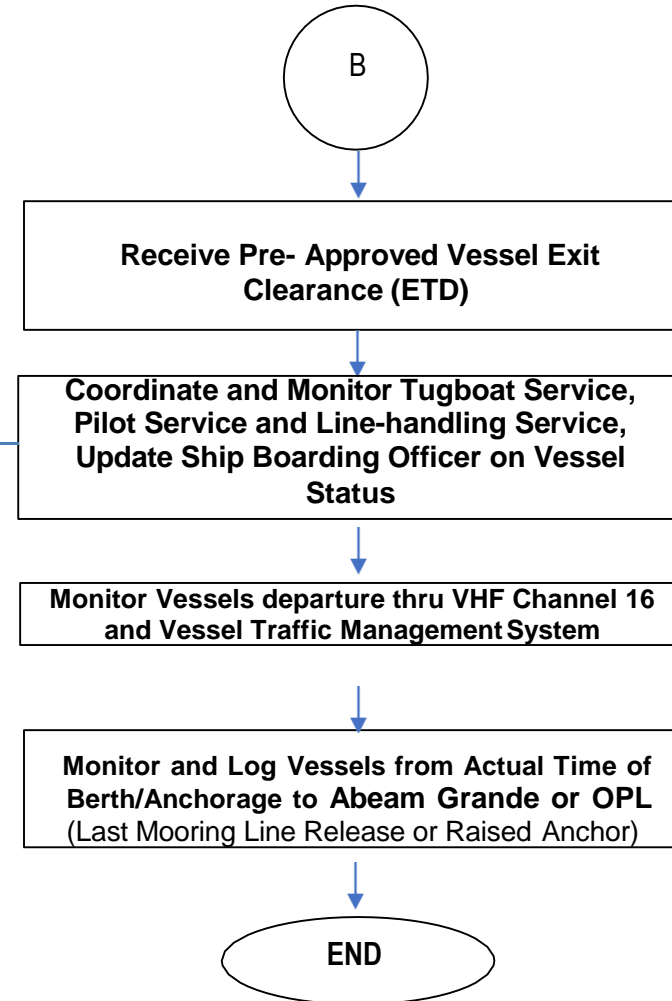 B
Receive Pre- Approved Vessel Exit
Clearance (ETD)
Coordinate and Monitor Tugboat Service,
Pilot Service and Line-handling Service,
Update Ship Boarding Officer on Vessel
Status
Monitor Vessels departure thru VHF Channel 16
and Vessel Traffic Management System
Monitor and Log Vessels from Actual Time of
Berth/Anchorage to Abeam Grande or OPL
(Last Mooring Line Release or Raised Anchor)
END